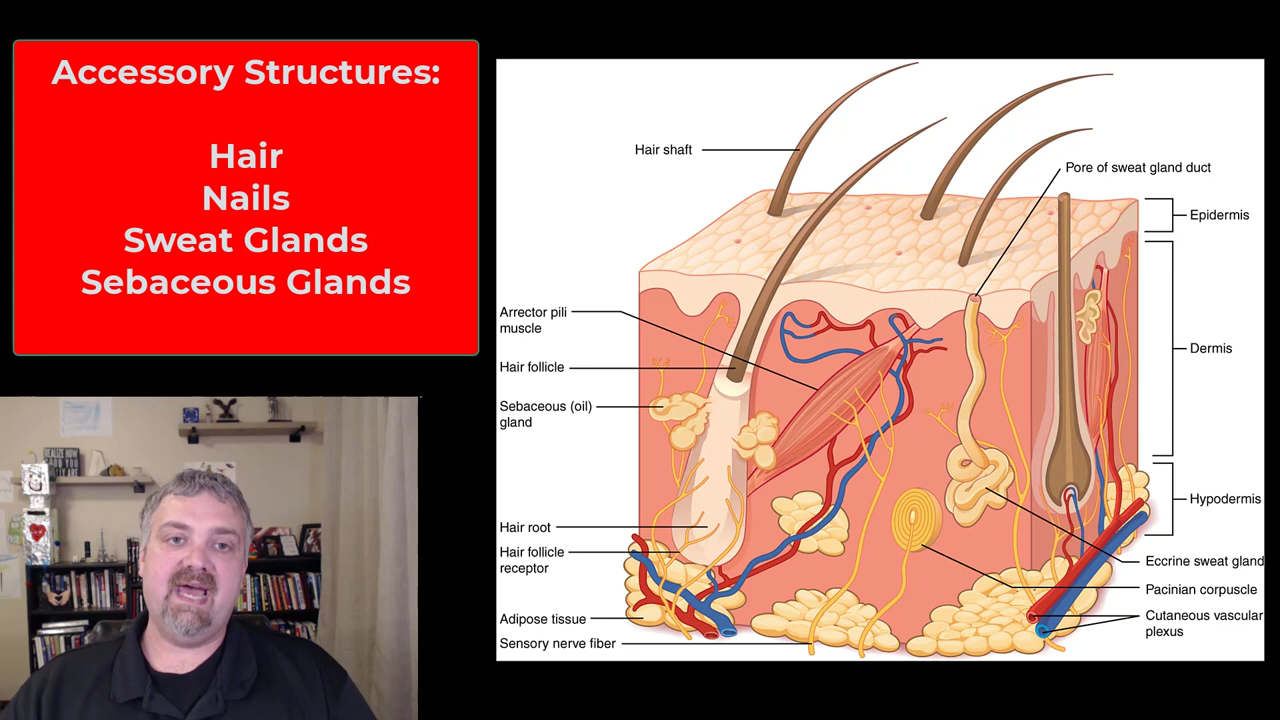 Accessory Structures:
Hair
Nails
Sweat Glands
Sebaceous Glands
Hair shaft
Pore of sweat gland duct
Epidermis
Arrector pili
muscle
Dermis
Hair follicle
Sebaceous (oil)
gland
Hypodermis
Hair root
Hair follicle
receptor
Eccrine sweat gland
Pacinian corpuscle
Adipose tissue
Cutaneous vascular
plexus
Sensory nerve fiber